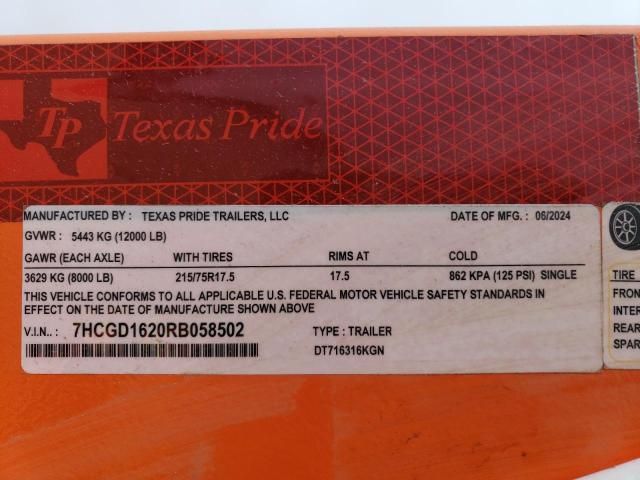 TP Texas Pride
MANUFACTURED BY : TEXAS PRIDE TRAILERS, LLC DATE OF MFG. : 06/2024
GVWR : 5443 KG (12000 LB)
GAWR (EACH AXLE) WITH TIRES RIMS AT COLD
3629 KG (8000 LB) 215/75R17.5 17.5 862 KPA (125 PSI) SINGLE
THIS VEHICLE CONFORMS TO ALL APPLICABLE U.S. FEDERAL MOTOR VEHICLE SAFETY STANDARDS IN
EFFECT ON THE DATE OF MANUFACTURE SHOWN ABOVE
V.I.N.. : 7HCGD1620RB058502 TYPE : TRAILER
DT716316KGN
TIRE
FRON
INTER
REAR
SPAR